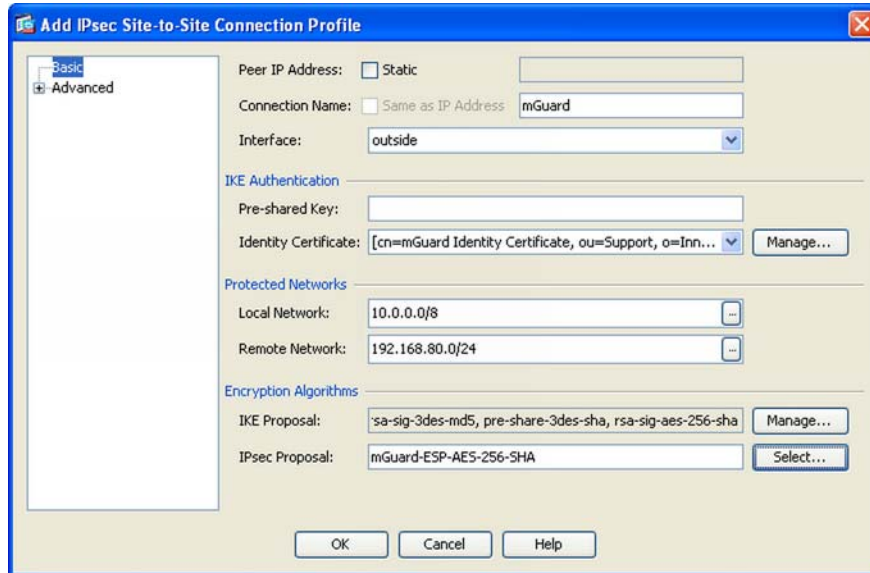 Add IPsec Site-to-Site Connection Profile
Basic
Advanced
Peer IP Address: Static
Connection Name: Same as IP Address mGuard
Interface: outside
IKE Authentication
Pre-shared Key:
Identity Certificate: [cn=mGuard Identity Certificate, ou=Support, o=Inn... Manage...
Protected Networks
Local Network: 10.0.0.0/8 ...
Remote Network: 192.168.80.0/24 ...
Encryption Algorithms
IKE Proposal: sa-sig-3des-md5, pre-share-3des-sha, rsa-sig-aes-256-sha Manage...
IPsec Proposal: mGuard-ESP-AES-256-SHA Select...
OK Cancel Help